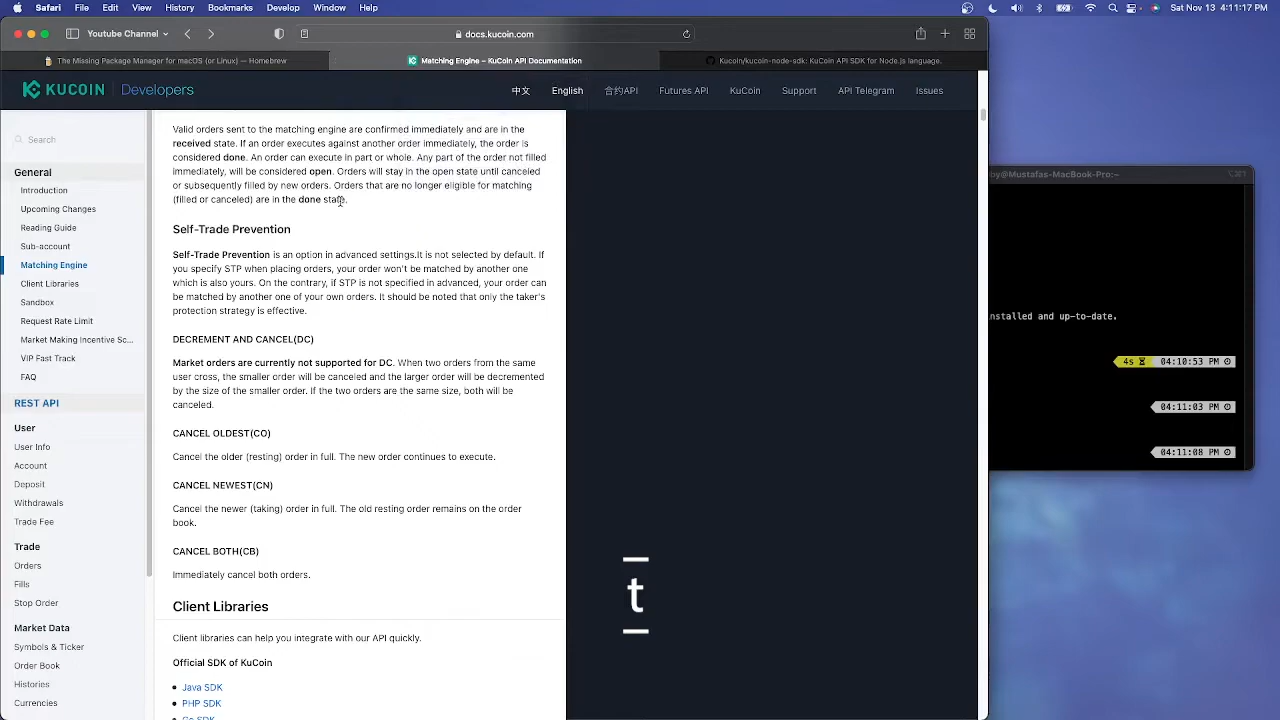 Safari File Edit View History Bookmarks Develop Window Help
Sat Nov 13 4:11:17 PM
Youtube Channel
docs.kucoin.com
The Missing Package Manager for macOS (or Linux) — Homebrew
Matching Engine – KuCoin API Documentation
Kucoin/kucoin-node-sdk: KuCoin API SDK for Node.js language.
KUCOIN Developers
中文 English 合约API Futures API KuCoin Support API Telegram Issues
Search
General
Introduction
Upcoming Changes
Reading Guide
Sub-account
Matching Engine
Client Libraries
Sandbox
Request Rate Limit
Market Making Incentive Sc...
VIP Fast Track
FAQ
REST API
User
User Info
Account
Deposit
Withdrawals
Trade Fee
Trade
Orders
Fills
Stop Order
Market Data
Symbols & Ticker
Order Book
Histories
Currencies
Valid orders sent to the matching engine are confirmed immediately and are in the
received state. If an order executes against another order immediately, the order is
considered done. An order can execute in part or whole. Any part of the order not filled
immediately, will be considered open. Orders will stay in the open state until canceled
or subsequently filled by new orders. Orders that are no longer eligible for matching
(filled or canceled) are in the done state.
Self-Trade Prevention
Self-Trade Prevention is an option in advanced settings.It is not selected by default. If
you specify STP when placing orders, your order won't be matched by another one
which is also yours. On the contrary, if STP is not specified in advanced, your order can
be matched by another one of your own orders. It should be noted that only the taker's
protection strategy is effective.
DECREMENT AND CANCEL(DC)
Market orders are currently not supported for DC. When two orders from the same
user cross, the smaller order will be canceled and the larger order will be decremented
by the size of the smaller order. If the two orders are the same size, both will be
canceled.
CANCEL OLDEST(CO)
Cancel the older (resting) order in full. The new order continues to execute.
CANCEL NEWEST(CN)
Cancel the newer (taking) order in full. The old resting order remains on the order
book.
CANCEL BOTH(CB)
Immediately cancel both orders.
Client Libraries
Client libraries can help you integrate with our API quickly.
Official SDK of KuCoin
Java SDK
PHP SDK
Go SDK
t
by@Mustafas-MacBook-Pro:~
installed and up-to-date.
4s 04:10:53 PM
04:11:03 PM
04:11:08 PM